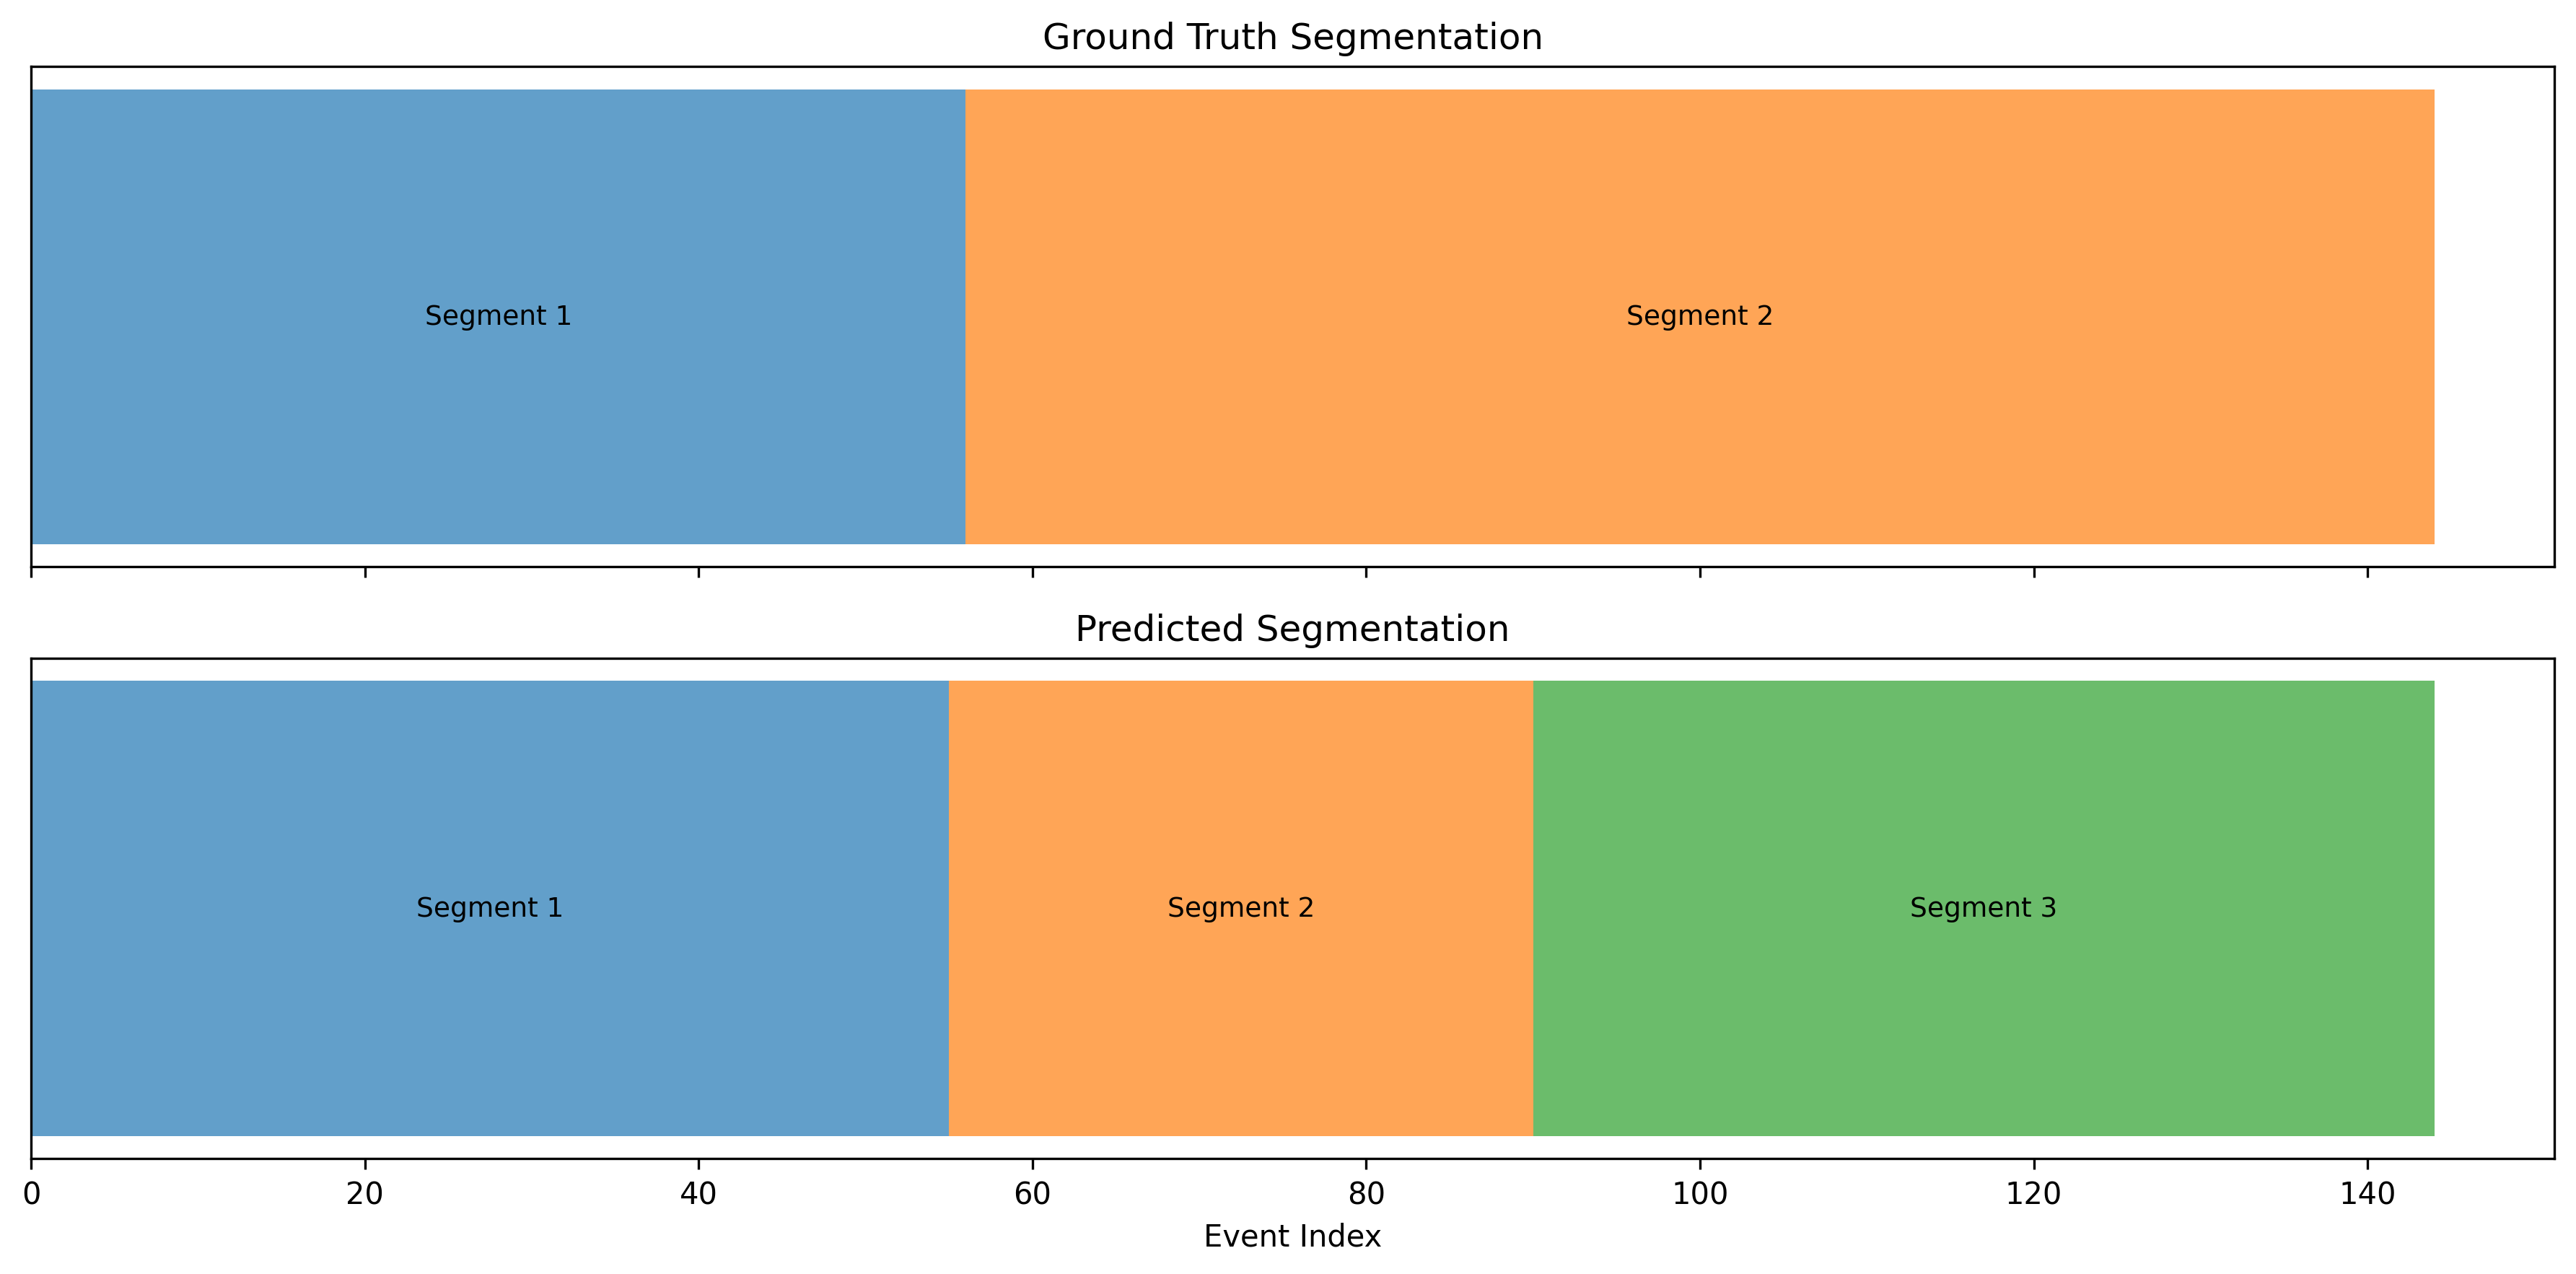 Ground Truth Segmentation
Segment 1
Segment 2
Predicted Segmentation
Segment 1
Segment 2
Segment 3
0 20 40 60 80 100 120 140
Event Index